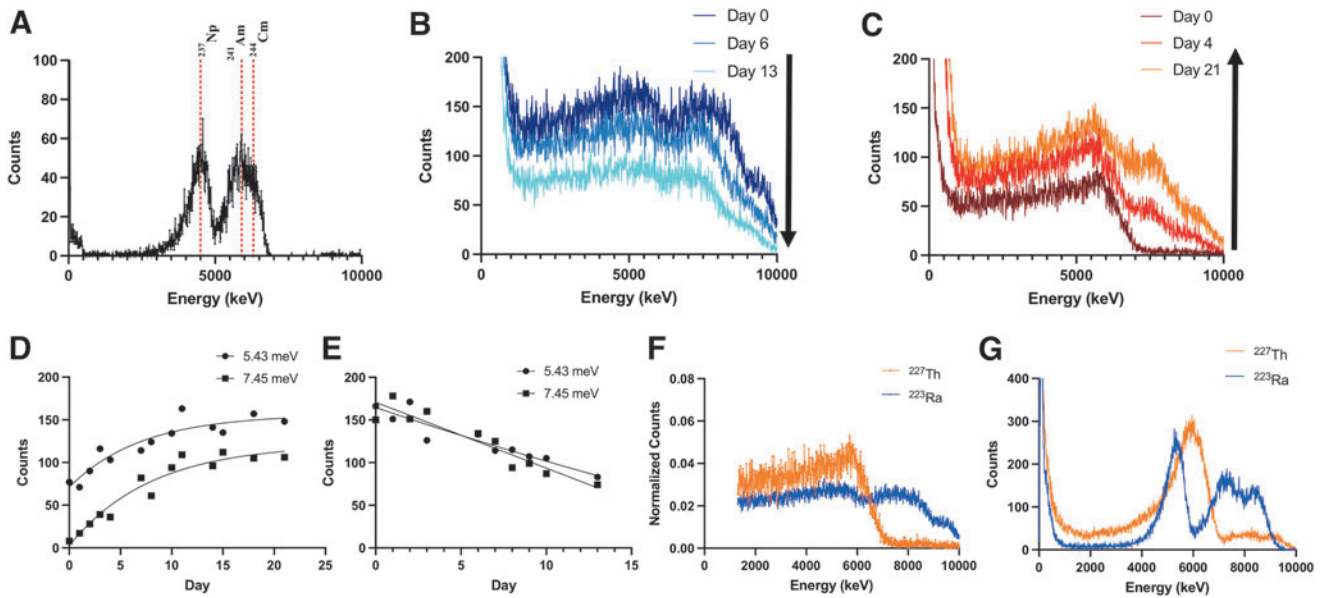 A
237 Np
241 Am
244 Cm
100
80
60
40
20
0
Counts
0
5000
10000
Energy (keV)
B
Day 0
Day 6
Day 13
200
150
100
50
0
Counts
0
5000
10000
Energy (keV)
C
Day 0
Day 4
Day 21
200
150
100
50
0
Counts
0
5000
10000
Energy (keV)
D
5.43 meV
7.45 meV
200
150
100
50
0
Counts
0 5 10 15 20 25
Day
E
5.43 meV
7.45 meV
200
150
100
50
0
Counts
0 5 10 15
Day
F
²²⁷Th
²²³Ra
0.08
0.06
0.04
0.02
0.00
Normalized Counts
2000 4000 6000 8000 10000
Energy (keV)
G
²²⁷Th
²²³Ra
400
300
200
100
0
Counts
0 2000 4000 6000 8000 10000
Energy (keV)